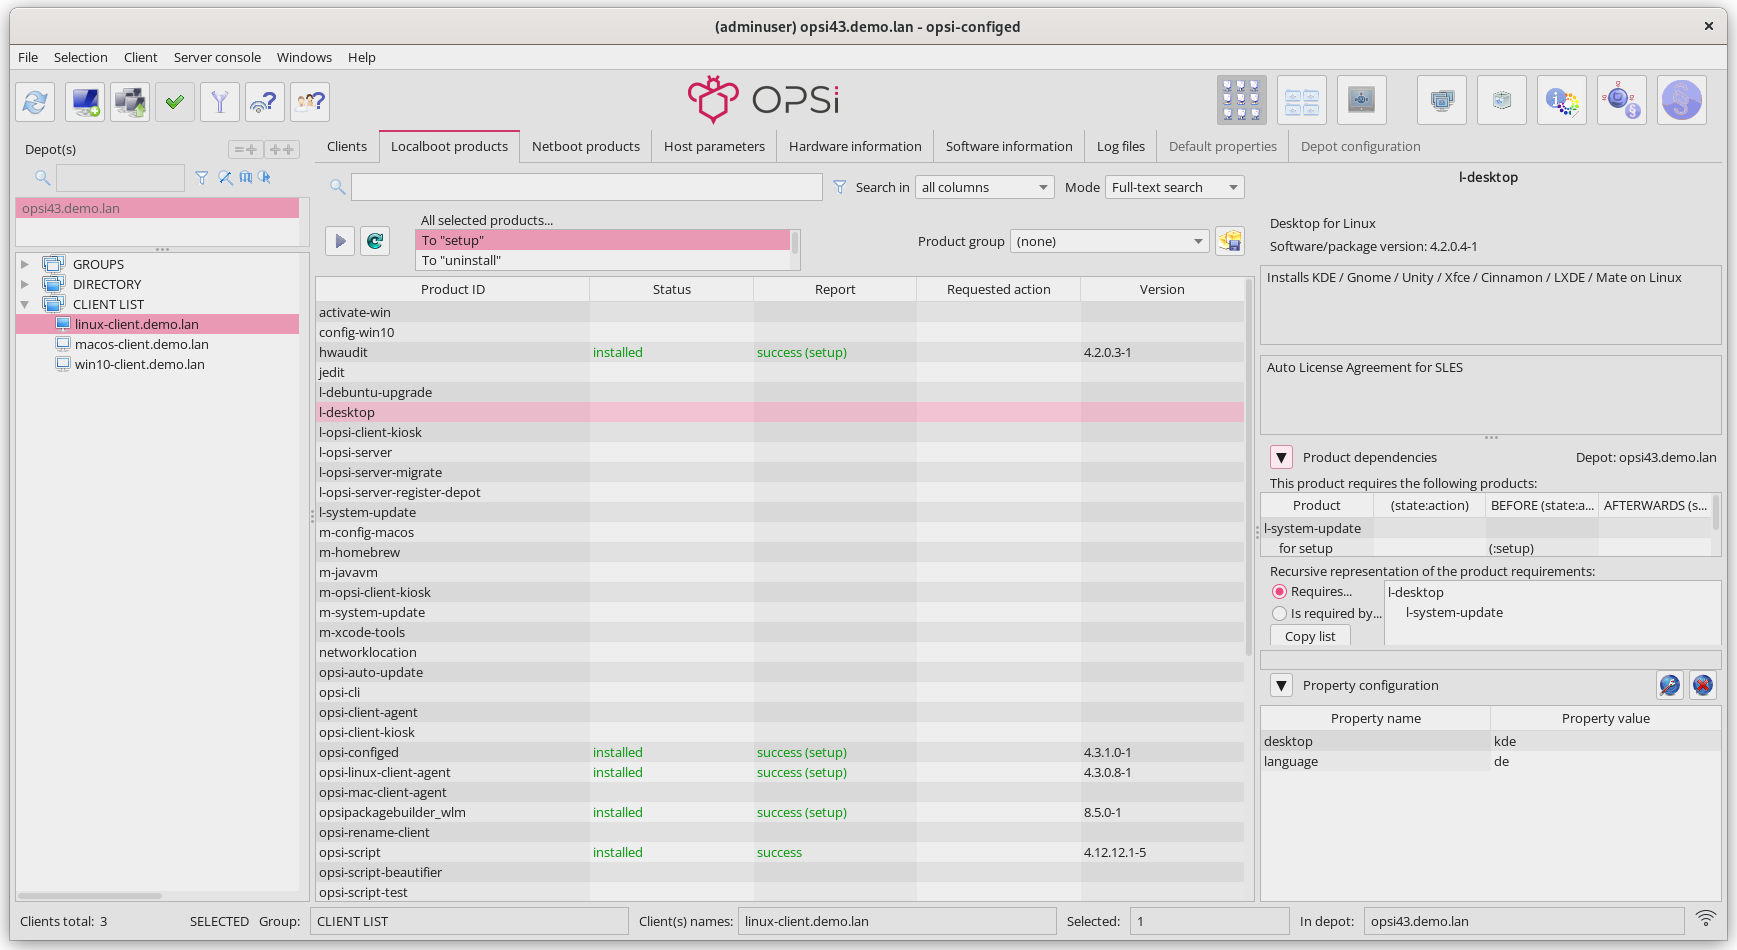 (adminuser) opsi43.demo.lan - opsi-configed
File Selection Client Server console Windows Help
OPSi
Depot(s)
opsi43.demo.lan
GROUPS
DIRECTORY
CLIENT LIST
linux-client.demo.lan
macos-client.demo.lan
win10-client.demo.lan
Clients Localboot products Netboot products Host parameters Hardware information Software information Log files Default properties Depot configuration
Search in all columns Mode Full-text search
All selected products...
To "setup"
To "uninstall"
Product group (none)
Product ID Status Report Requested action Version
activate-win
config-win10
hwaudit installed success (setup) 4.2.0.3-1
jedit
l-debuntu-upgrade
l-desktop
l-opsi-client-kiosk
l-opsi-server
l-opsi-server-migrate
l-opsi-server-register-depot
l-system-update
m-config-macos
m-homebrew
m-javavm
m-opsi-client-kiosk
m-system-update
m-xcode-tools
networklocation
opsi-auto-update
opsi-cli
opsi-client-agent
opsi-client-kiosk
opsi-configed installed success (setup) 4.3.1.0-1
opsi-linux-client-agent installed success (setup) 4.3.0.8-1
opsi-mac-client-agent
opsipackagebuilder_wlm installed success (setup) 8.5.0-1
opsi-rename-client
opsi-script installed success 4.12.12.1-5
opsi-script-beautifier
opsi-script-test
l-desktop
Desktop for Linux
Software/package version: 4.2.0.4-1
Installs KDE / Gnome / Unity / Xfce / Cinnamon / LXDE / Mate on Linux
Auto License Agreement for SLES
Product dependencies Depot: opsi43.demo.lan
This product requires the following products:
Product (state:action) BEFORE (state:a... AFTERWARDS (s...
l-system-update
for setup (:setup)
Recursive representation of the product requirements:
Requires... l-desktop
Is required by... l-system-update
Copy list
Property configuration
Property name Property value
desktop kde
language de
Clients total: 3 SELECTED Group: CLIENT LIST Client(s) names: linux-client.demo.lan Selected: 1 In depot: opsi43.demo.lan